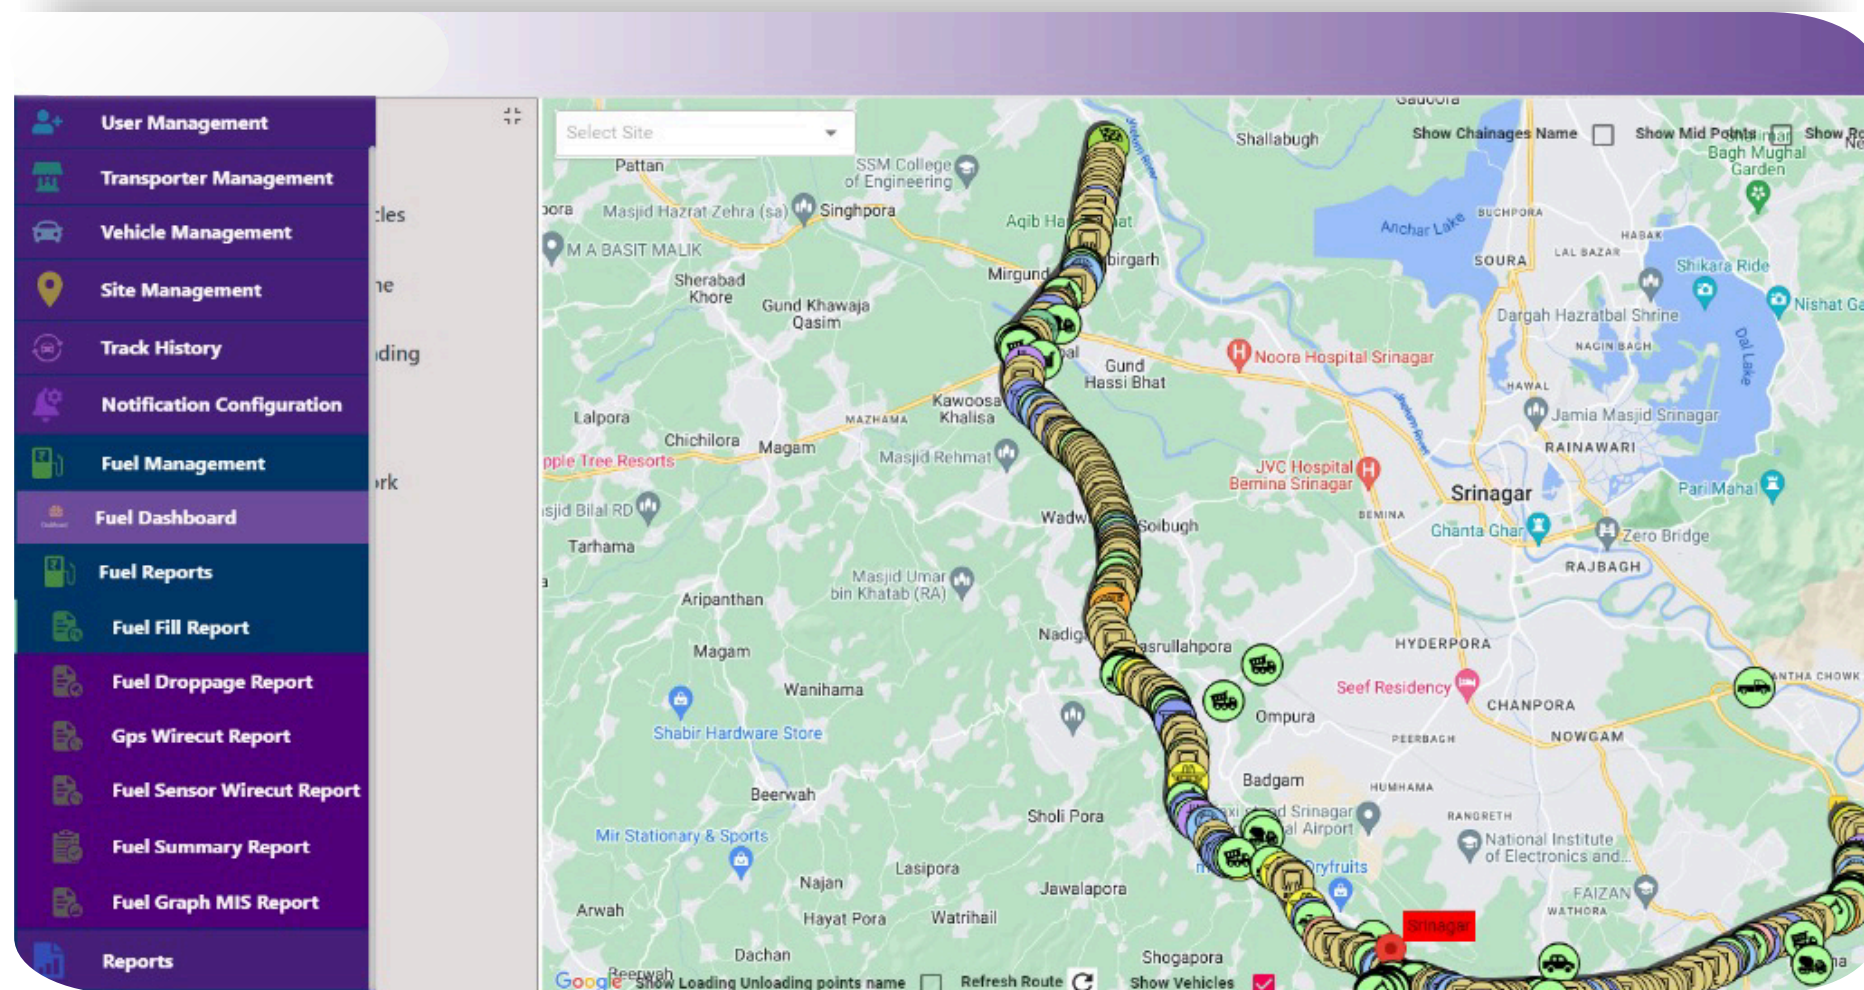 User Management
Transporter Management
Vehicle Management
Site Management
Track History
Notification Configuration
Fuel Management
Fuel Dashboard
Fuel Reports
Fuel Fill Report
Fuel Droppage Report
Gps Wirecut Report
Fuel Sensor Wirecut Report
Fuel Summary Report
Fuel Graph MIS Report
Reports
Select Site
Show Chainages Name
Show Mid Points
Pattan
SSM College
of Engineering
Shallabugh
Bagh Mughal
Garden
Masjid Hazrat Zehra (sa)
Singhpora
Anchar Lake
BUCHPORA
HABAK
M A BASIT MALIK
SOURA
LAL BAZAR
Shikara Ride
Sherabad
Khore
Mirgund
Gund Khawaja
Qasim
Dargah Hazratbal Shrine
NAGIN BAGH
Dal Lake
Noora Hospital Srinagar
Gund
Hassi Bhat
HAWAL
Kawoosa
Khalisa
Lalpora
MAZHAMA
Jhelum River
Jamia Masjid Srinagar
Chichilora
Magam
Masjid Rehmat
RAINAWARI
JVC Hospital
Bemina Srinagar
Srinagar
Pari Mahal
BEMINA
Soibugh
Ghanta Ghar
Zero Bridge
Tarhama
RAJBAGH
Masjid Umar
bin Khatab (RA)
Aripanthan
HYDERPORA
Magam
Wanihama
Seef Residency
CHANPORA
Ompura
Shabir Hardware Store
PEERBAGH
NOWGAM
Badgam
HUMHAMA
Beerwah
Sholi Pora
RANGRETH
Mir Stationary & Sports
National Institute
of Electronics and...
Lasipora
Najan
Jawalapora
FAIZAN
WATHORA
Arwah
Hayat Pora
Watrihail
Srinagar
Dachan
Shogapora
Google
Show Loading Unloading points name
Refresh Route
Show Vehicles